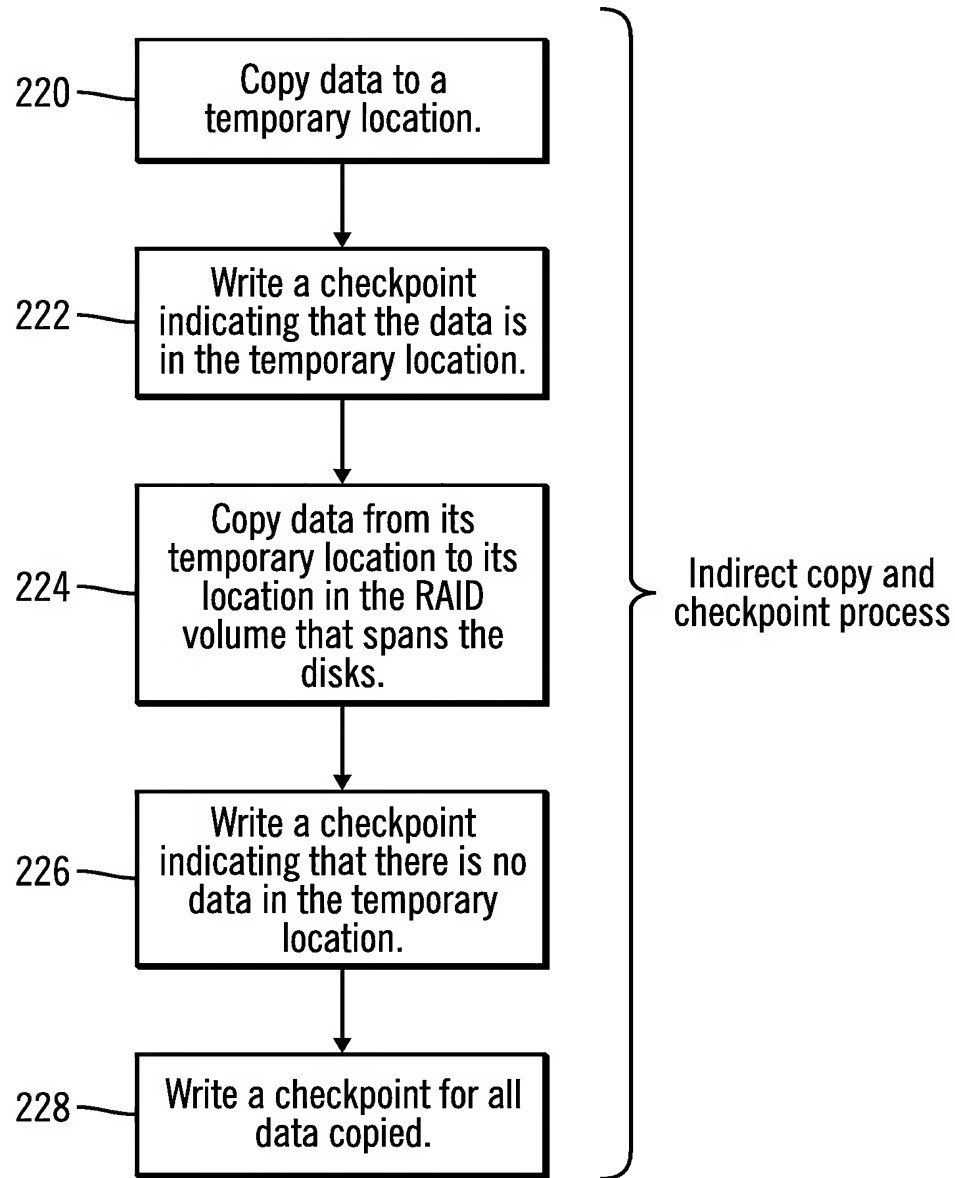 220
Copy data to a
temporary location.
222
Write a checkpoint
indicating that the data is
in the temporary location.
224
Copy data from its
temporary location to its
location in the RAID
volume that spans the
disks.
Indirect copy and
checkpoint process
226
Write a checkpoint
indicating that there is no
data in the temporary
location.
228
Write a checkpoint for all
data copied.